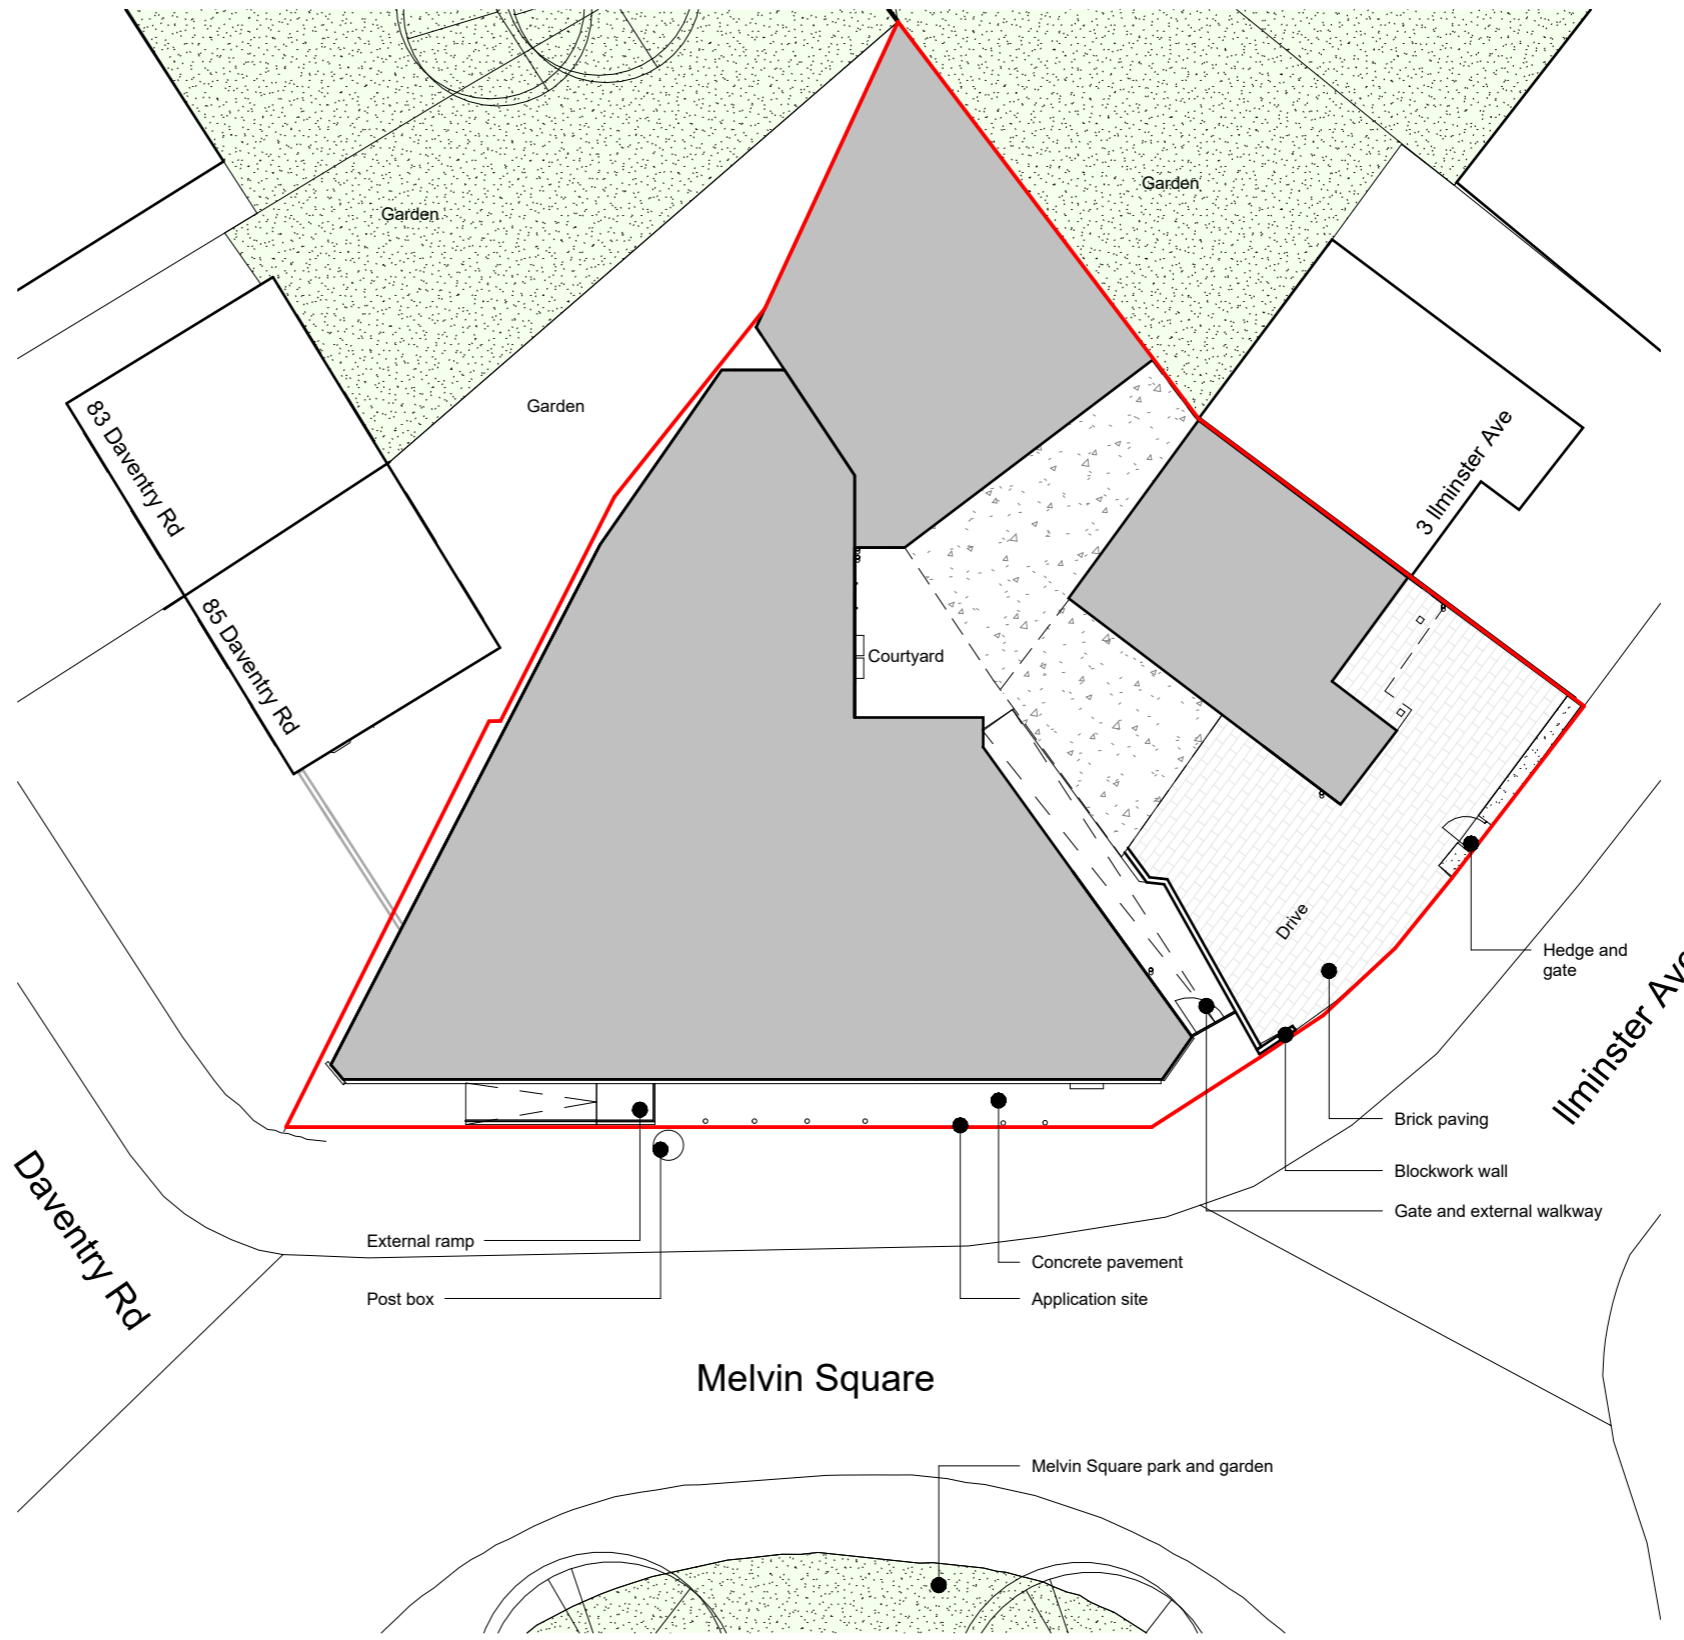 Garden
Garden
Garden
83 Daventry Rd
85 Daventry Rd
3 Ilminster Ave
Courtyard
Drive
Hedge and
gate
Ilminster Ave
Brick paving
Blockwork wall
Gate and external walkway
External ramp
Concrete pavement
Post box
Application site
Daventry Rd
Melvin Square
Melvin Square park and garden